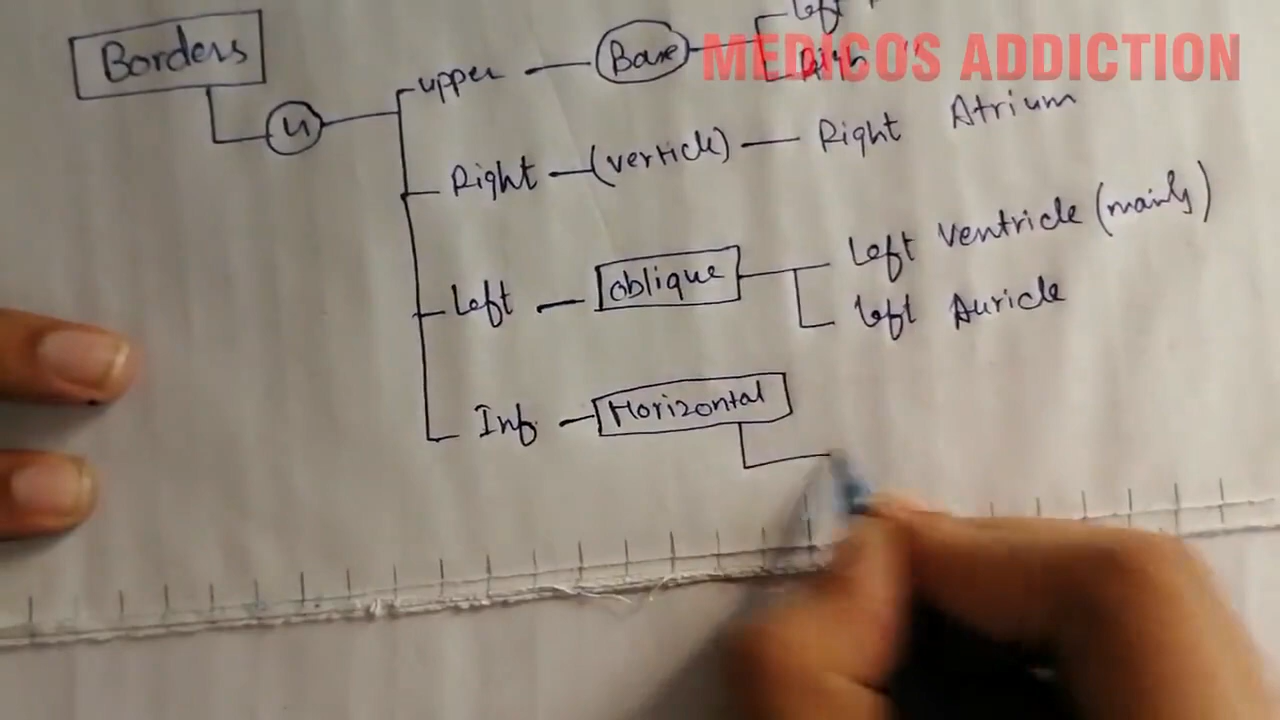 left
MEDICOS ADDICTION
Borders
upper — Base
4
Right — (verticle) — Right Atrium
Left — oblique
Left ventricle (mainly)
left Auricle
Inf — Horizontal